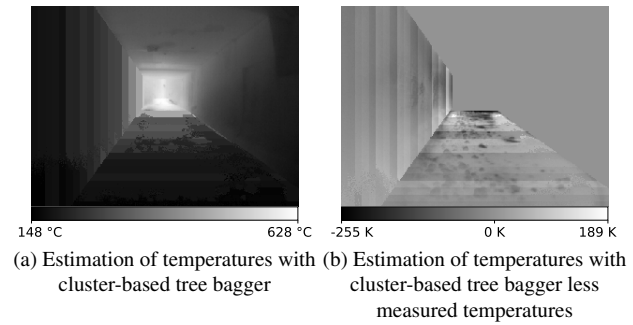 148 °C 628 °C
-255 K 0 K 189 K
(a) Estimation of temperatures with
cluster-based tree bagger
(b) Estimation of temperatures with
cluster-based tree bagger less
measured temperatures